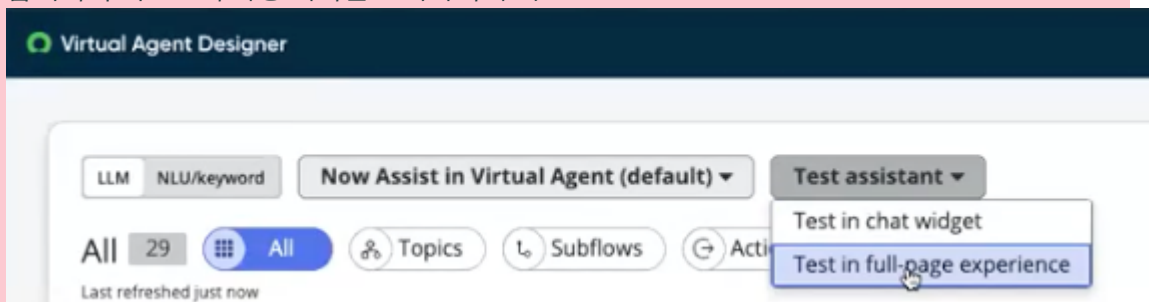 Virtual Agent Designer
LLM NLU/keyword Now Assist in Virtual Agent (default) Test assistant
Test in chat widget
All 29 All Topics Subflows Acti
Test in full-page experience
Last refreshed just now